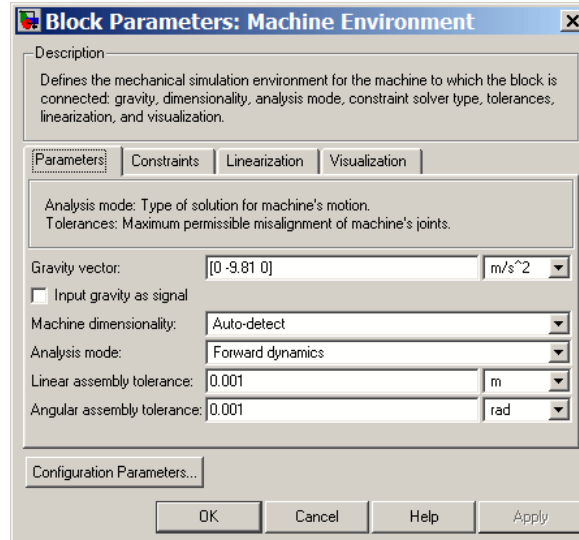 Block Parameters: Machine Environment
Description
Defines the mechanical simulation environment for the machine to which the block is
connected: gravity, dimensionality, analysis mode, constraint solver type, tolerances,
linearization, and visualization.
Parameters Constraints Linearization Visualization
Analysis mode: Type of solution for machine's motion.
Tolerances: Maximum permissible misalignment of machine's joints.
Gravity vector: [0 -9.81 0] m/s^2
Input gravity as signal
Machine dimensionality: Auto-detect
Analysis mode: Forward dynamics
Linear assembly tolerance: 0.001 m
Angular assembly tolerance: 0.001 rad
Configuration Parameters...
OK Cancel Help Apply